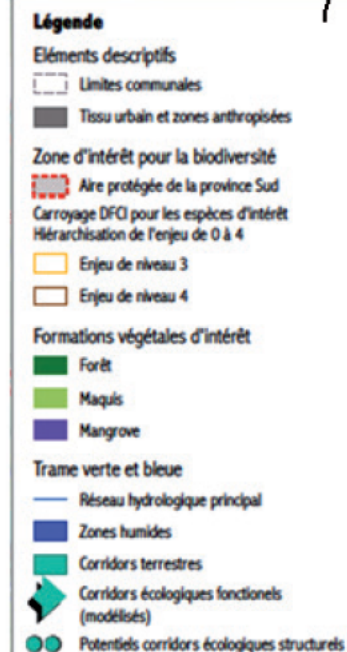 Légende
Eléments descriptifs
Limites communales
Tissu urbain et zones anthropisées
Zone d'intérêt pour la biodiversité
Aire protégée de la province Sud
Carroyage DFCI pour les espèces d'intérêt
Hiérarchisation de l'enjeu de 0 à 4
Enjeu de niveau 3
Enjeu de niveau 4
Formations végétales d'intérêt
Forêt
Maquis
Mangrove
Trame verte et bleue
Réseau hydrologique principal
Zones humides
Corridors terrestres
Corridors écologiques fonctionels
(modélisés)
Potentiels corridors écologiques structurels